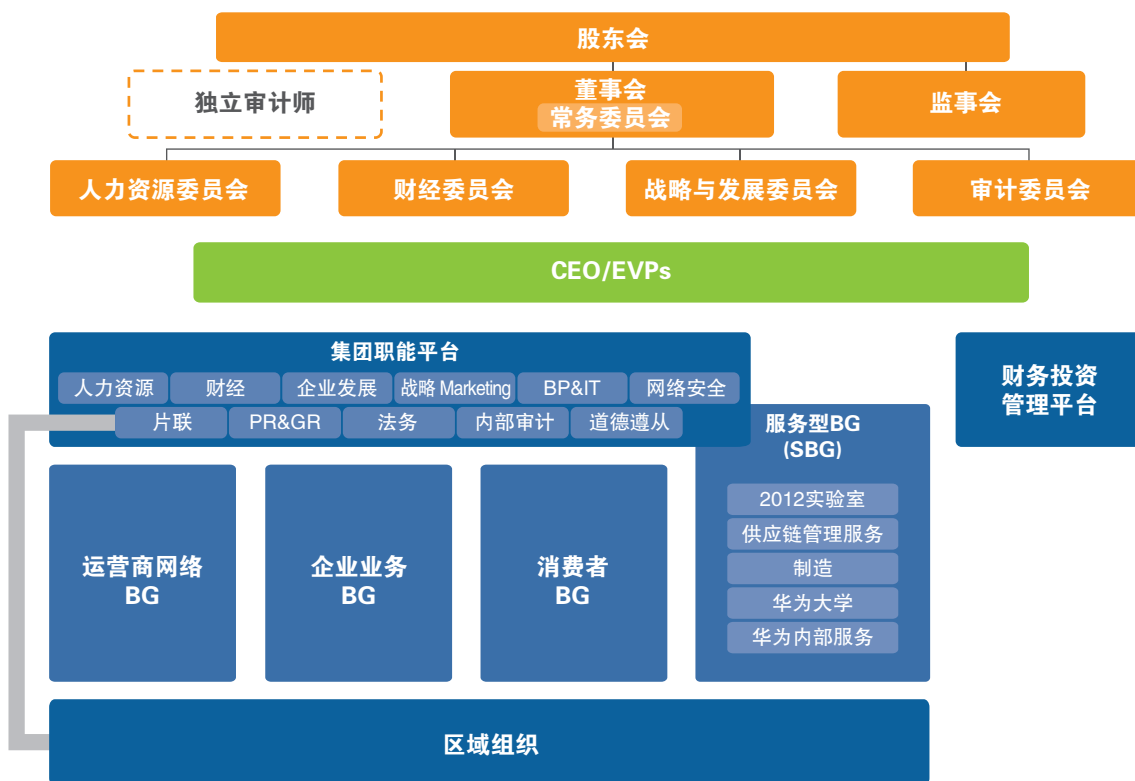 股东会
独立审计师
董事会
常务委员会
监事会
人力资源委员会
财经委员会
战略与发展委员会
审计委员会
CEO/EVPs
集团职能平台
人力资源
财经
企业发展
战略 Marketing
BP&IT
网络安全
片联
PR&GR
法务
内部审计
道德遵从
财务投资
管理平台
服务型BG
(SBG)
2012实验室
供应链管理服务
制造
华为大学
华为内部服务
运营商网络
BG
企业业务
BG
消费者
BG
区域组织